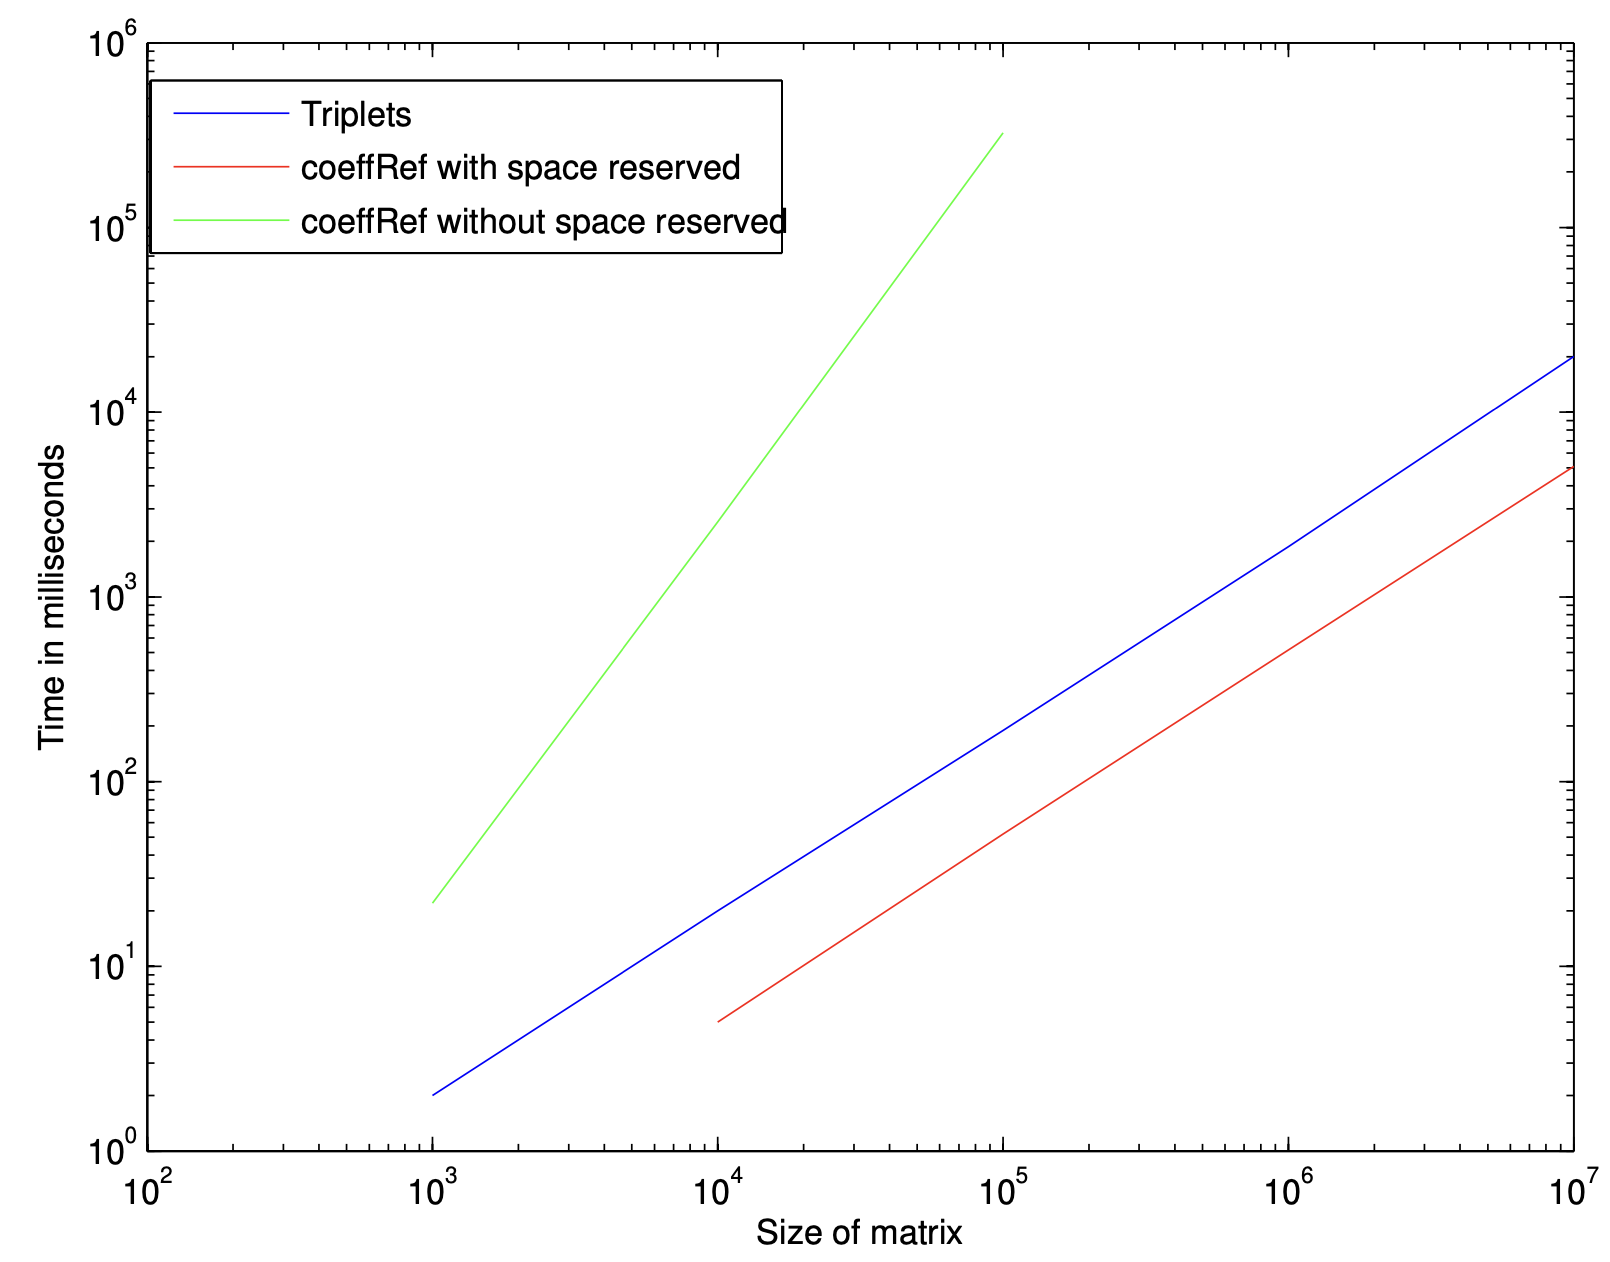 10^6
10^5
10^4
10^3
10^2
10^1
10^0
Triplets
coeffRef with space reserved
coeffRef without space reserved
Time in milliseconds
10^2 10^3 10^4 10^5 10^6 10^7
Size of matrix